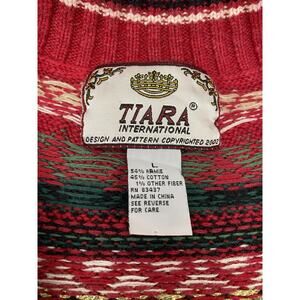 TIARA®
INTERNATIONAL
DESIGN AND PATTERN COPYRIGHTED 2002
L
54% RAMIE
45% COTTON
1% OTHER FIBER
RN 83437
MADE IN CHINA
SEE REVERSE
FOR CARE